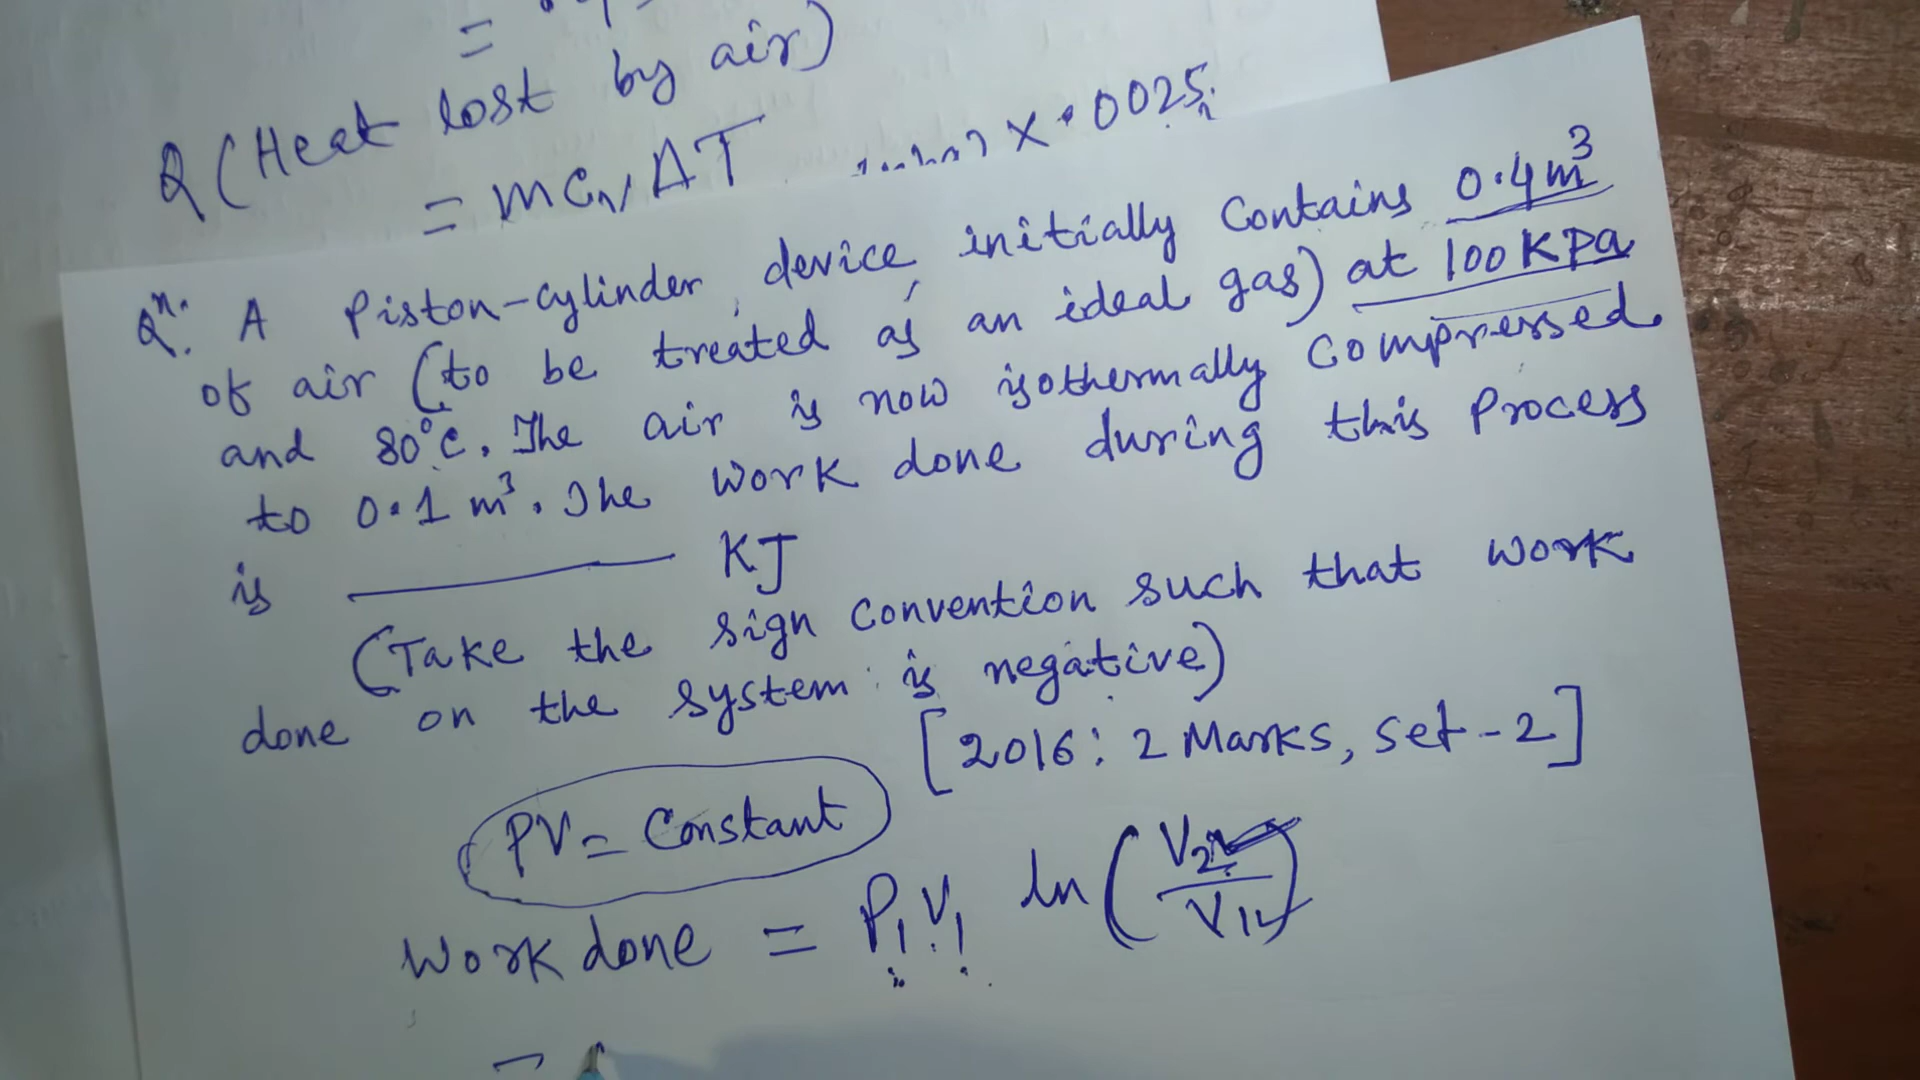 =
Q (Heat lost by air)
= mCv ΔT
X .0025
Qn. A Piston-cylinder device initially Contains 0.4 m³
of air (to be treated as an ideal gas) at 100 KPa
and 80°C. The air is now isothermally Compressed
to 0.1 m³. The Work done during this Process
is ______ KJ
(Take the sign convention such that work
done on the system is negative)
[2016: 2 Marks, set-2]
PV = Constant
Work done = P₁V₁ ln (V₂/V₁)
=